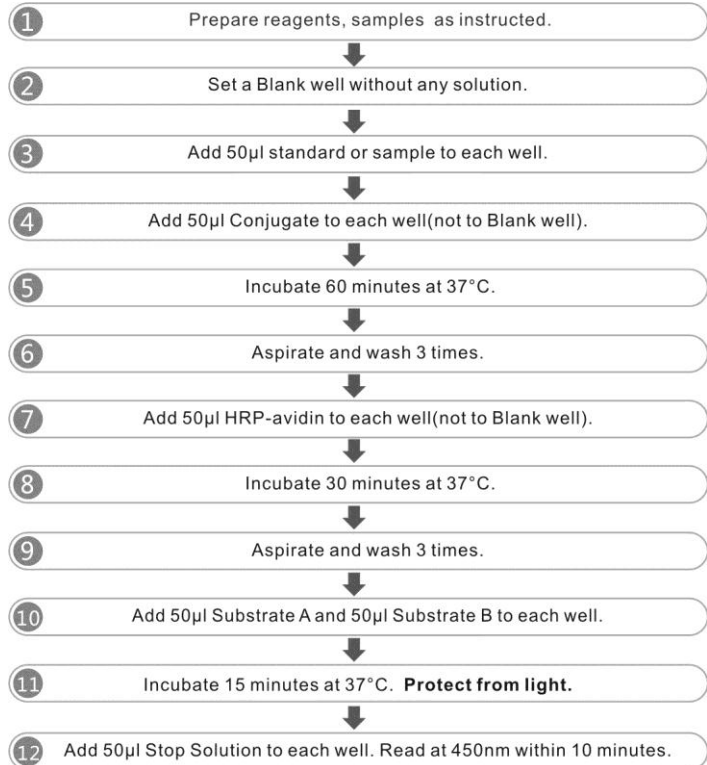 1 Prepare reagents, samples as instructed.
2 Set a Blank well without any solution.
3 Add 50μl standard or sample to each well.
4 Add 50μl Conjugate to each well(not to Blank well).
5 Incubate 60 minutes at 37°C.
6 Aspirate and wash 3 times.
7 Add 50μl HRP-avidin to each well(not to Blank well).
8 Incubate 30 minutes at 37°C.
9 Aspirate and wash 3 times.
10 Add 50μl Substrate A and 50μl Substrate B to each well.
11 Incubate 15 minutes at 37°C. Protect from light.
12 Add 50μl Stop Solution to each well. Read at 450nm within 10 minutes.